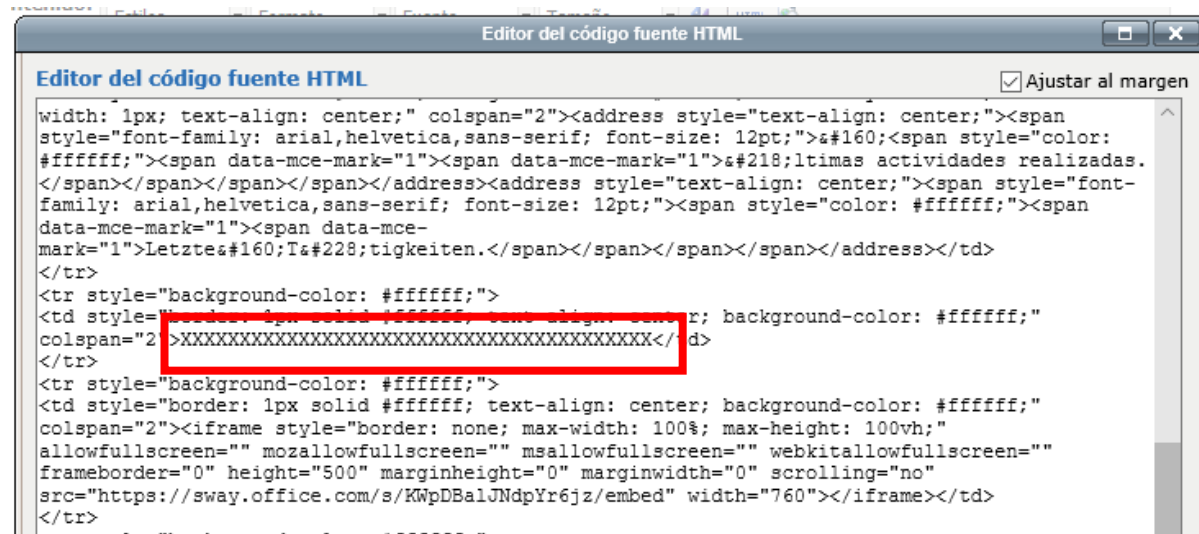 Editor del código fuente HTML
Editor del código fuente HTML
Ajustar al margen
width: 1px; text-align: center;" colspan="2"><address style="text-align: center;"><span
style="font-family: arial,helvetica,sans-serif; font-size: 12pt;">&#160;<span style="color:
#ffffff;"><span data-mce-mark="1"><span data-mce-mark="1">&#218;ltimas actividades realizadas.
</span></span></span></span></address><address style="text-align: center;"><span style="font-
family: arial,helvetica,sans-serif; font-size: 12pt;"><span style="color: #ffffff;"><span
data-mce-mark="1"><span data-mce-
mark="1">Letzte&#160;T&#228;tigkeiten.</span></span></span></span></address></td>
</tr>
<tr style="background-color: #ffffff;">
<td style="border: 1px solid #ffffff; text-align: center; background-color: #ffffff;"
colspan="2">XXXXXXXXXXXXXXXXXXXXXXXXXXXXXXXXXXXXXXXX</td>
</tr>
<tr style="background-color: #ffffff;">
<td style="border: 1px solid #ffffff; text-align: center; background-color: #ffffff;"
colspan="2"><iframe style="border: none; max-width: 100%; max-height: 100vh;"
allowfullscreen="" mozallowfullscreen="" msallowfullscreen="" webkitallowfullscreen=""
frameborder="0" height="500" marginheight="0" marginwidth="0" scrolling="no"
src="https://sway.office.com/s/KWpDBalJNdpYr6jz/embed" width="760"></iframe></td>
</tr>